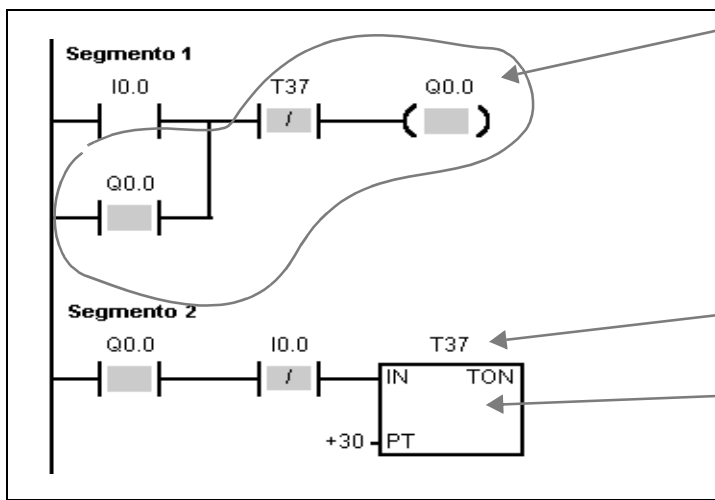 Segmento 1
I0.0 T37 Q0.0
/
Q0.0
Segmento 2
Q0.0 I0.0 T37
/ IN TON
+30 PT